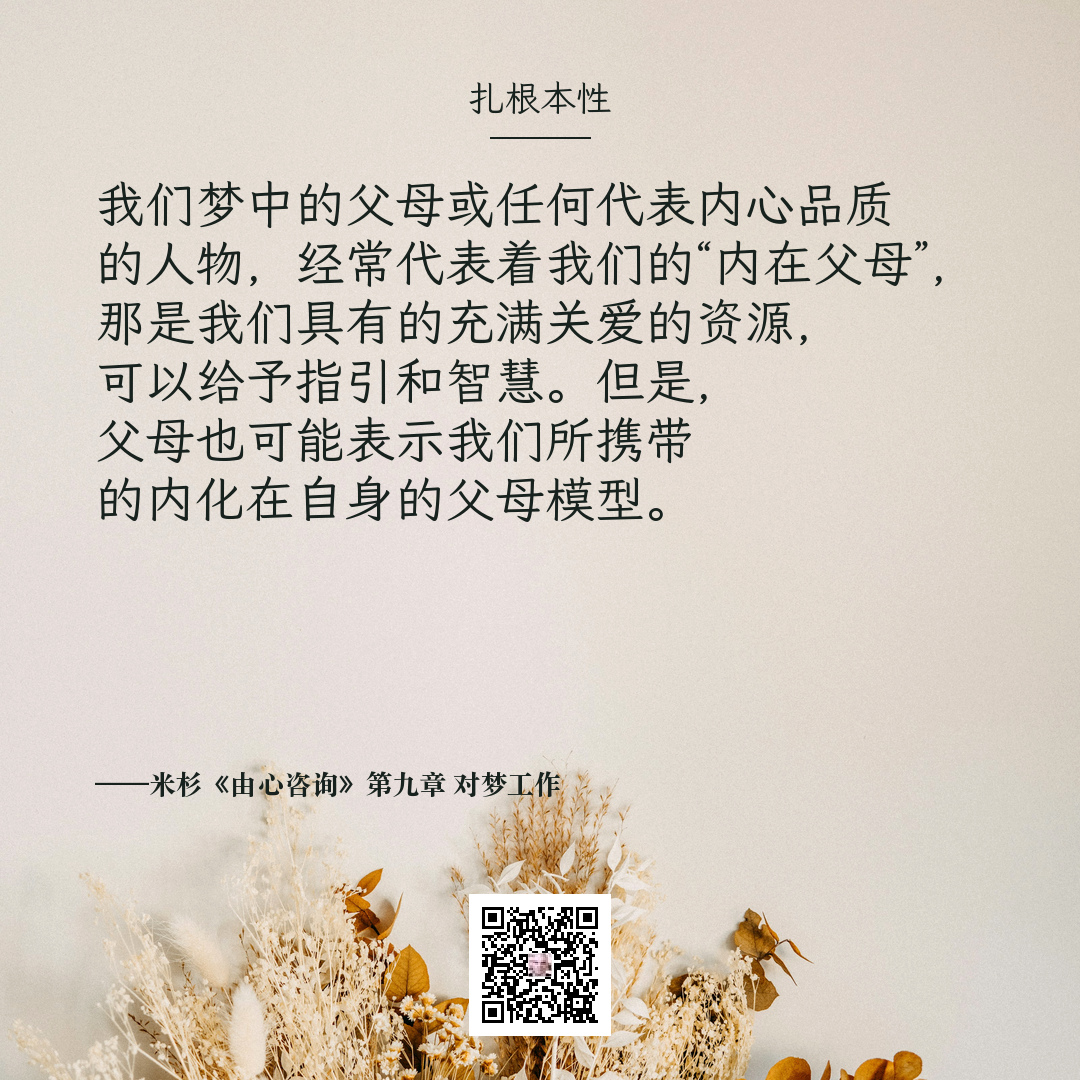 扎根本性
我们梦中的父母或任何代表内心品质
的人物，经常代表着我们的“内在父母”，
那是我们具有的充满关爱的资源，
可以给予指引和智慧。但是，
父母也可能表示我们所携带
的内化在自身的父母模型。
——米杉《由心咨询》第九章 对梦工作